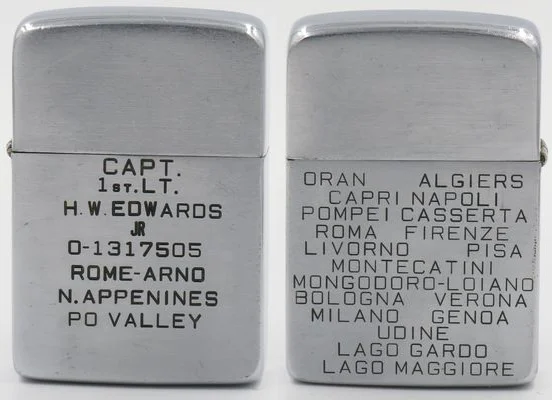 CAPT.
1ST. LT.
H.W. EDWARDS
JR
O-1317505
ROME-ARNO
N. APPENINES
PO VALLEY
ORAN ALGIERS
CAPRI NAPOLI
POMPEI CASSERTA
ROMA FIRENZE
LIVORNO PISA
MONTECATINI
MONGODORO-LOIANO
BOLOGNA VERONA
MILANO GENOA
UDINE
LAGO GARDO
LAGO MAGGIORE